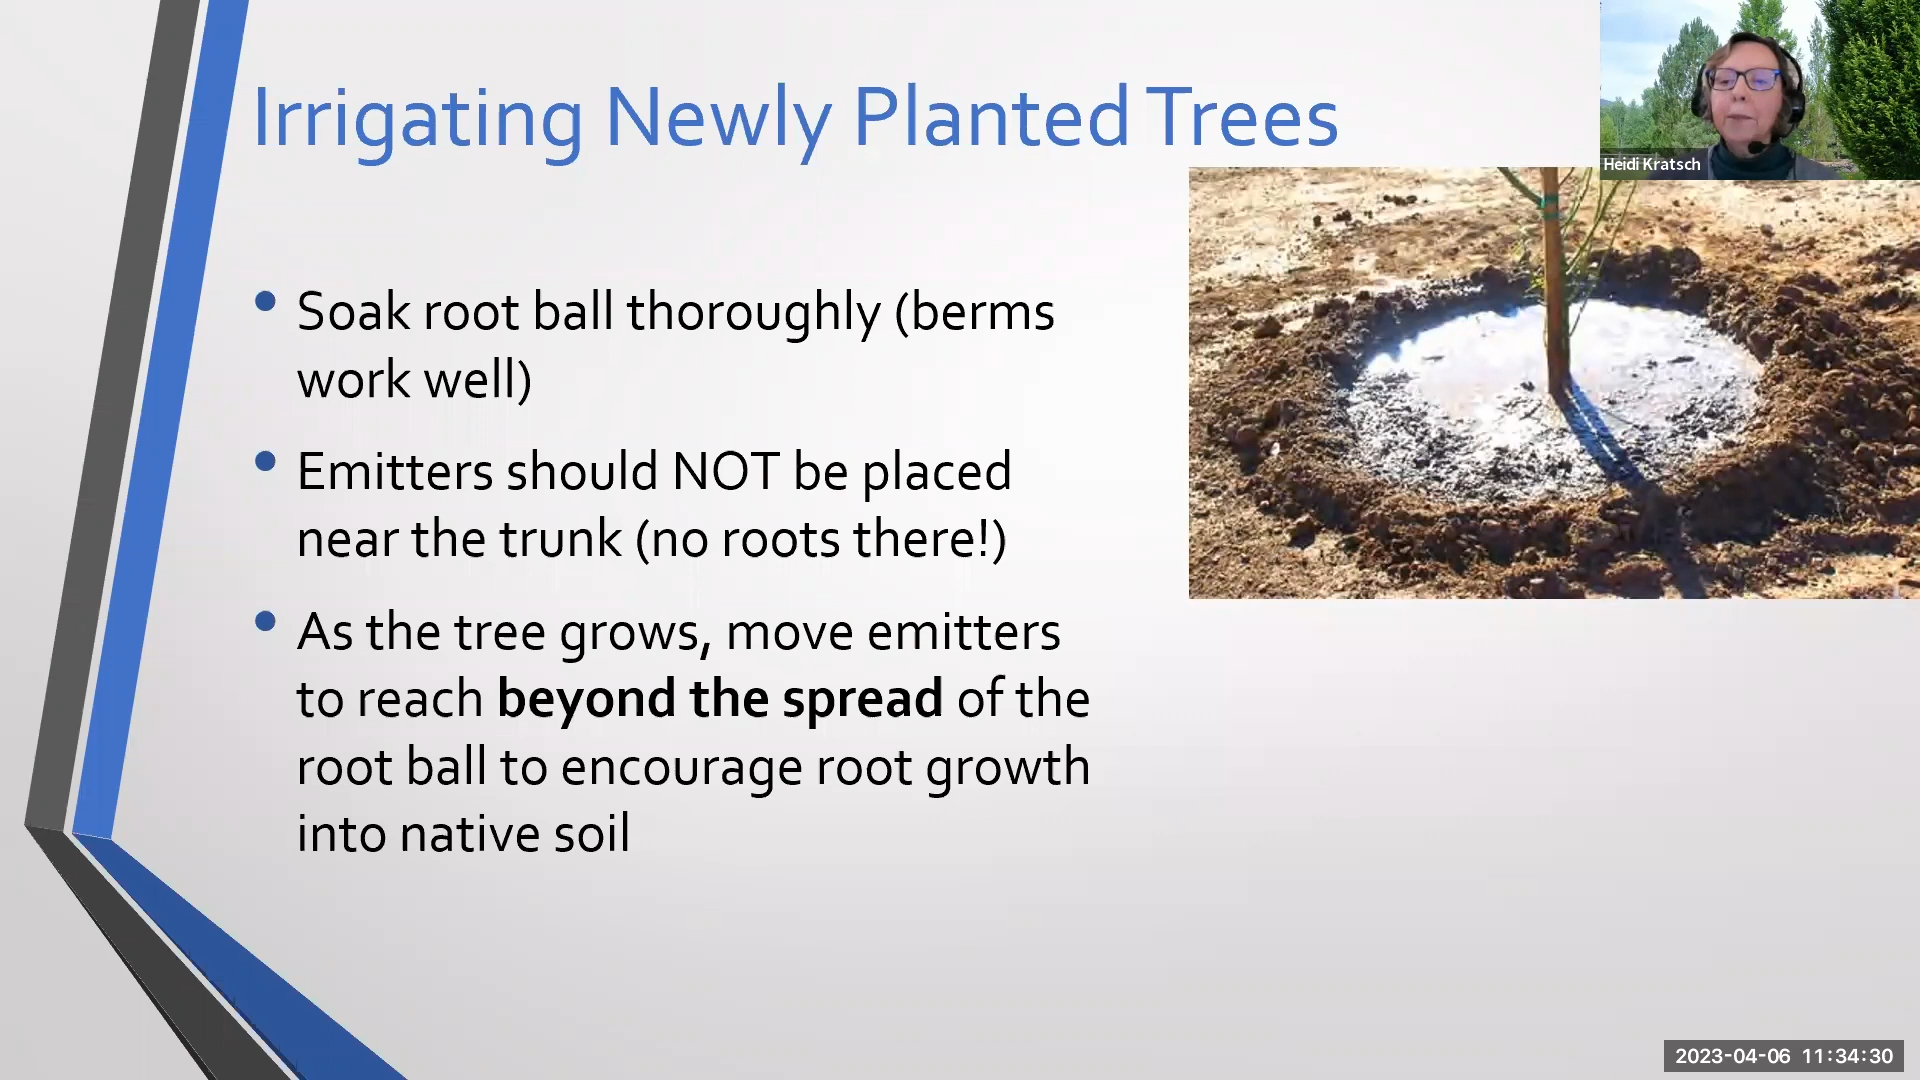 Irrigating Newly Planted Trees
Heidi Kratsch
• Soak root ball thoroughly (berms
work well)
• Emitters should NOT be placed
near the trunk (no roots there!)
• As the tree grows, move emitters
to reach beyond the spread of the
root ball to encourage root growth
into native soil
2023-04-06 11:34:30